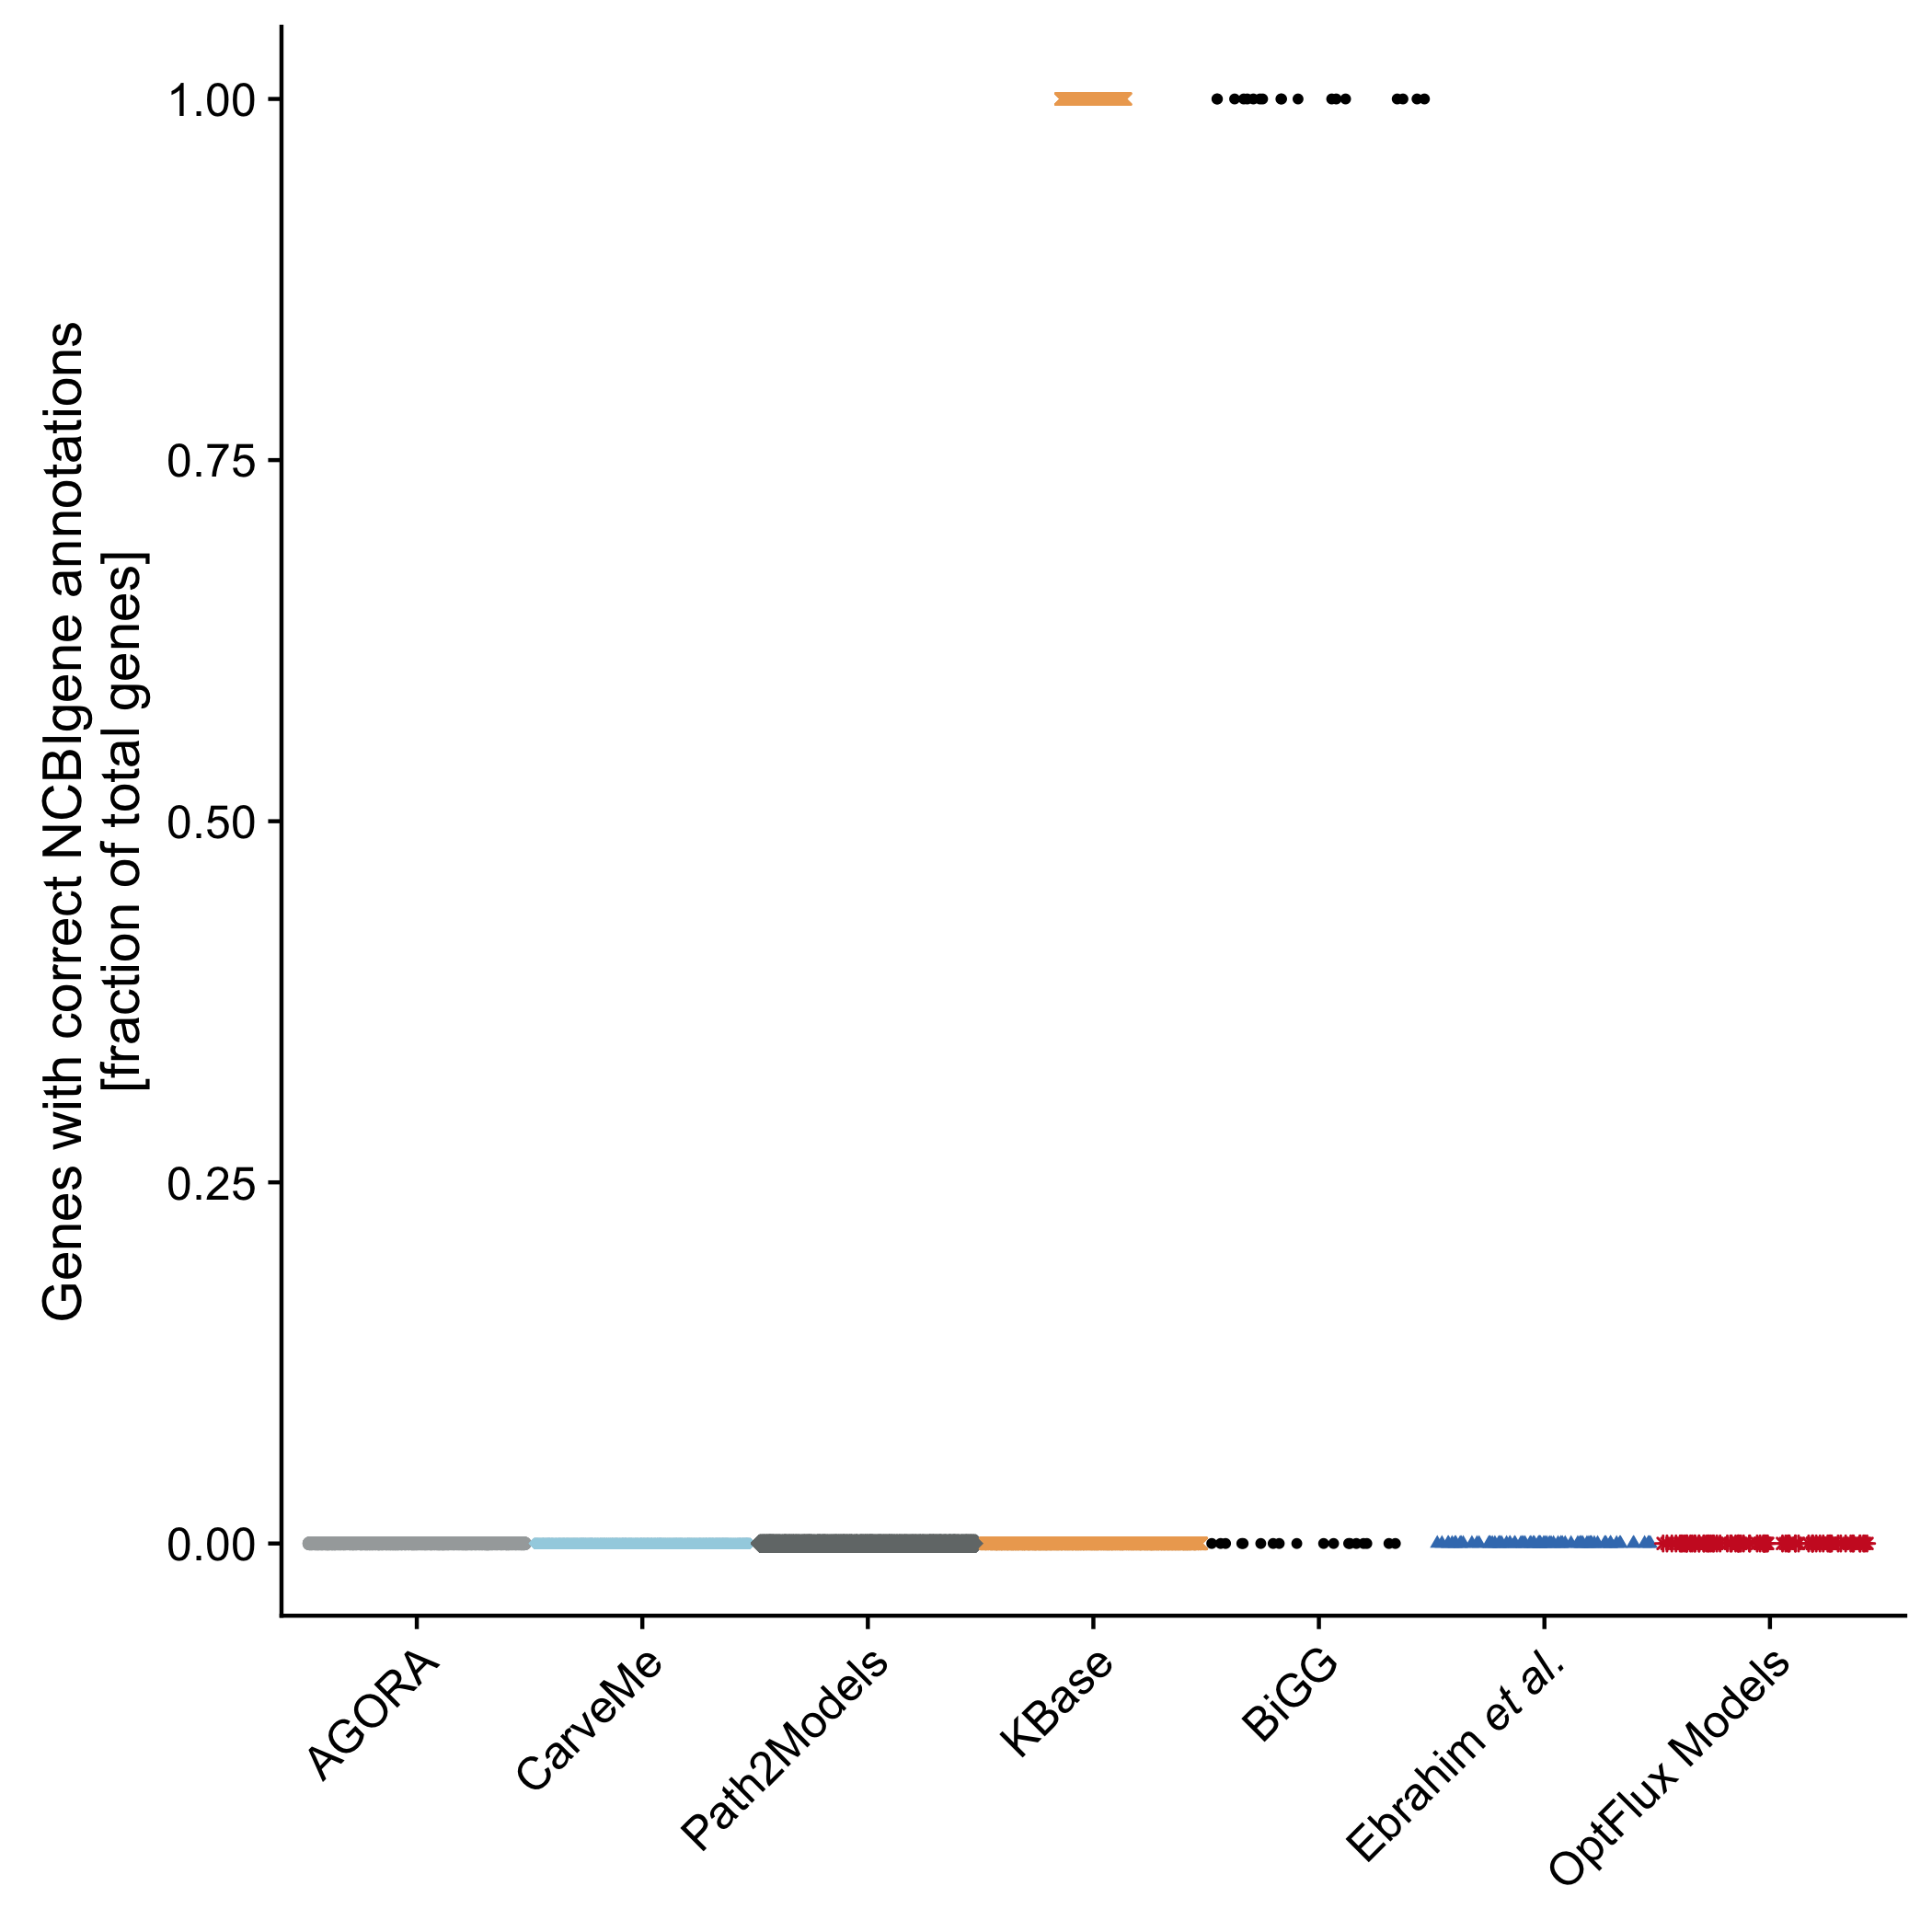 Genes with correct NCBIgene annotations
[fraction of total genes]
1.00
0.75
0.50
0.25
0.00
AGORA
CarveMe
Path2Models
KBase
BiGG
Ebrahim et al.
OptFlux Models